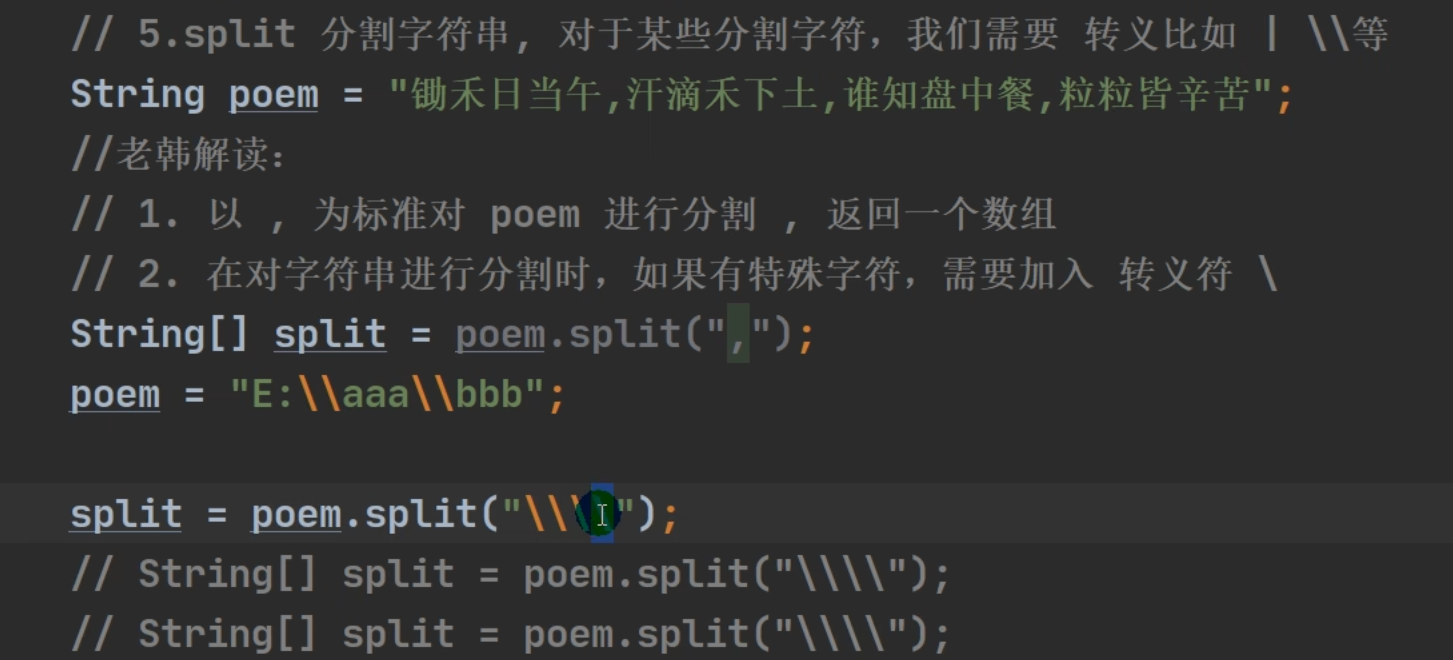 // 5.split 分割字符串, 对于某些分割字符，我们需要 转义比如 | \\等
String poem = "锄禾日当午,汗滴禾下土,谁知盘中餐,粒粒皆辛苦";
//老韩解读：
// 1. 以 , 为标准对 poem 进行分割 , 返回一个数组
// 2. 在对字符串进行分割时，如果有特殊字符，需要加入 转义符 \
String[] split = poem.split(",");
poem = "E:\\aaa\\bbb";
split = poem.split("\\\\");
// String[] split = poem.split("\\\\");
// String[] split = poem.split("\\\\");